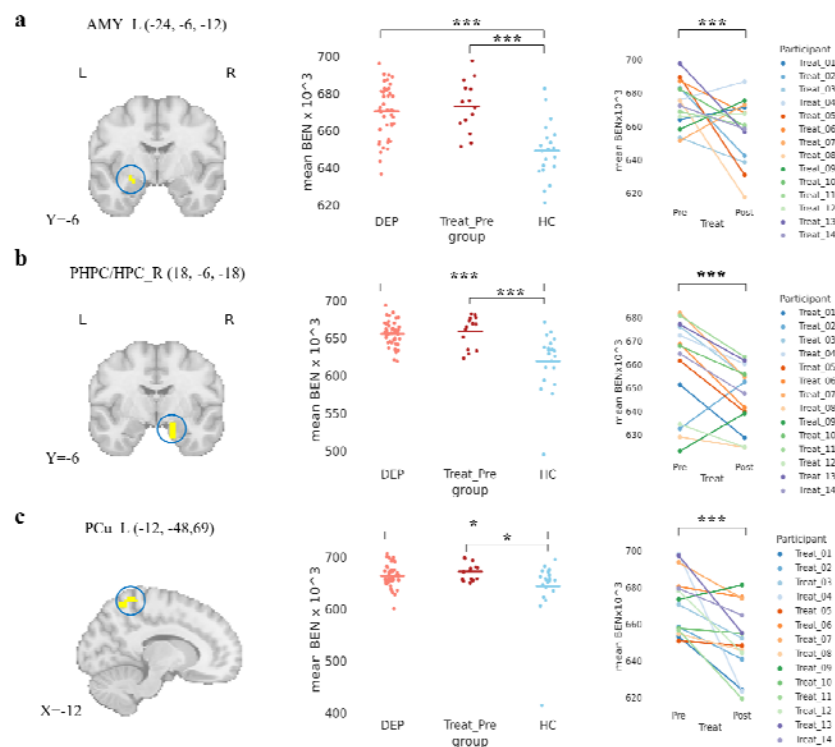 a
AMY_L (-24, -6, -12)
L R
Y=-6
***
***
mean BEN x 10^3
700
680
660
640
620
DEP Treat_Pre HC
group
***
mean BENx10^3
700
690
680
670
660
650
640
630
620
Pre Post
Treat
Participant
Treat_01
Treat_02
Treat_03
Treat_04
Treat_05
Treat_06
Treat_07
Treat_08
Treat_09
Treat_10
Treat_11
Treat_12
Treat_13
Treat_14
b
PHPC/HPC_R (18, -6, -18)
L R
Y=-6
***
***
mean BEN x 10^3
700
650
600
550
500
DEP Treat_Pre HC
group
***
mean BENx10^3
680
670
660
650
640
630
Pre Post
Treat
Participant
Treat_01
Treat_02
Treat_03
Treat_04
Treat_05
Treat_06
Treat_07
Treat_08
Treat_09
Treat_10
Treat_11
Treat_12
Treat_13
Treat_14
c
PCu_L (-12, -48,69)
X=-12
*
*
mean BEN x 10^3
700
600
500
400
DEP Treat_Pre HC
group
***
mean BENx10^3
700
680
660
640
620
Pre Post
Treat
Participant
Treat_01
Treat_02
Treat_03
Treat_04
Treat_05
Treat_06
Treat_07
Treat_08
Treat_09
Treat_10
Treat_11
Treat_12
Treat_13
Treat_14